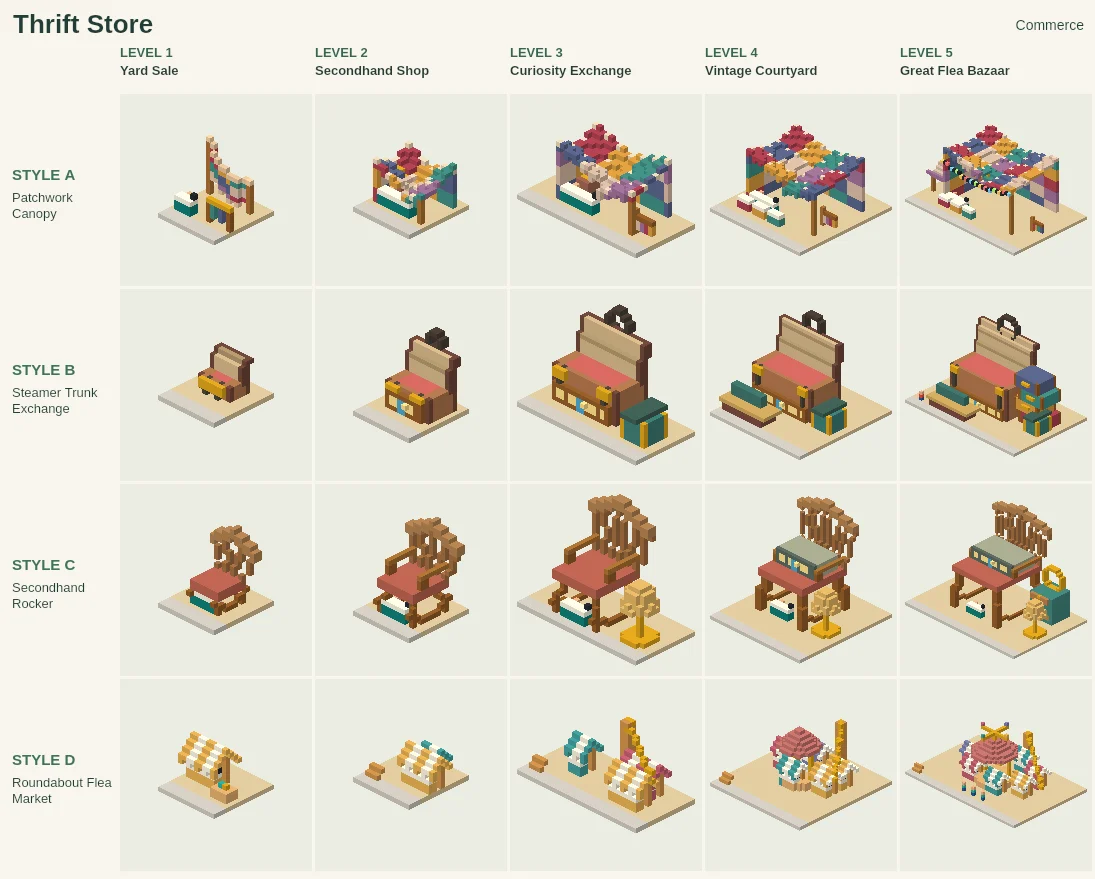 Thrift Store
Commerce
LEVEL 1
Yard Sale
LEVEL 2
Secondhand Shop
LEVEL 3
Curiosity Exchange
LEVEL 4
Vintage Courtyard
LEVEL 5
Great Flea Bazaar
STYLE A
Patchwork
Canopy
STYLE B
Steamer Trunk
Exchange
STYLE C
Secondhand
Rocker
STYLE D
Roundabout Flea
Market